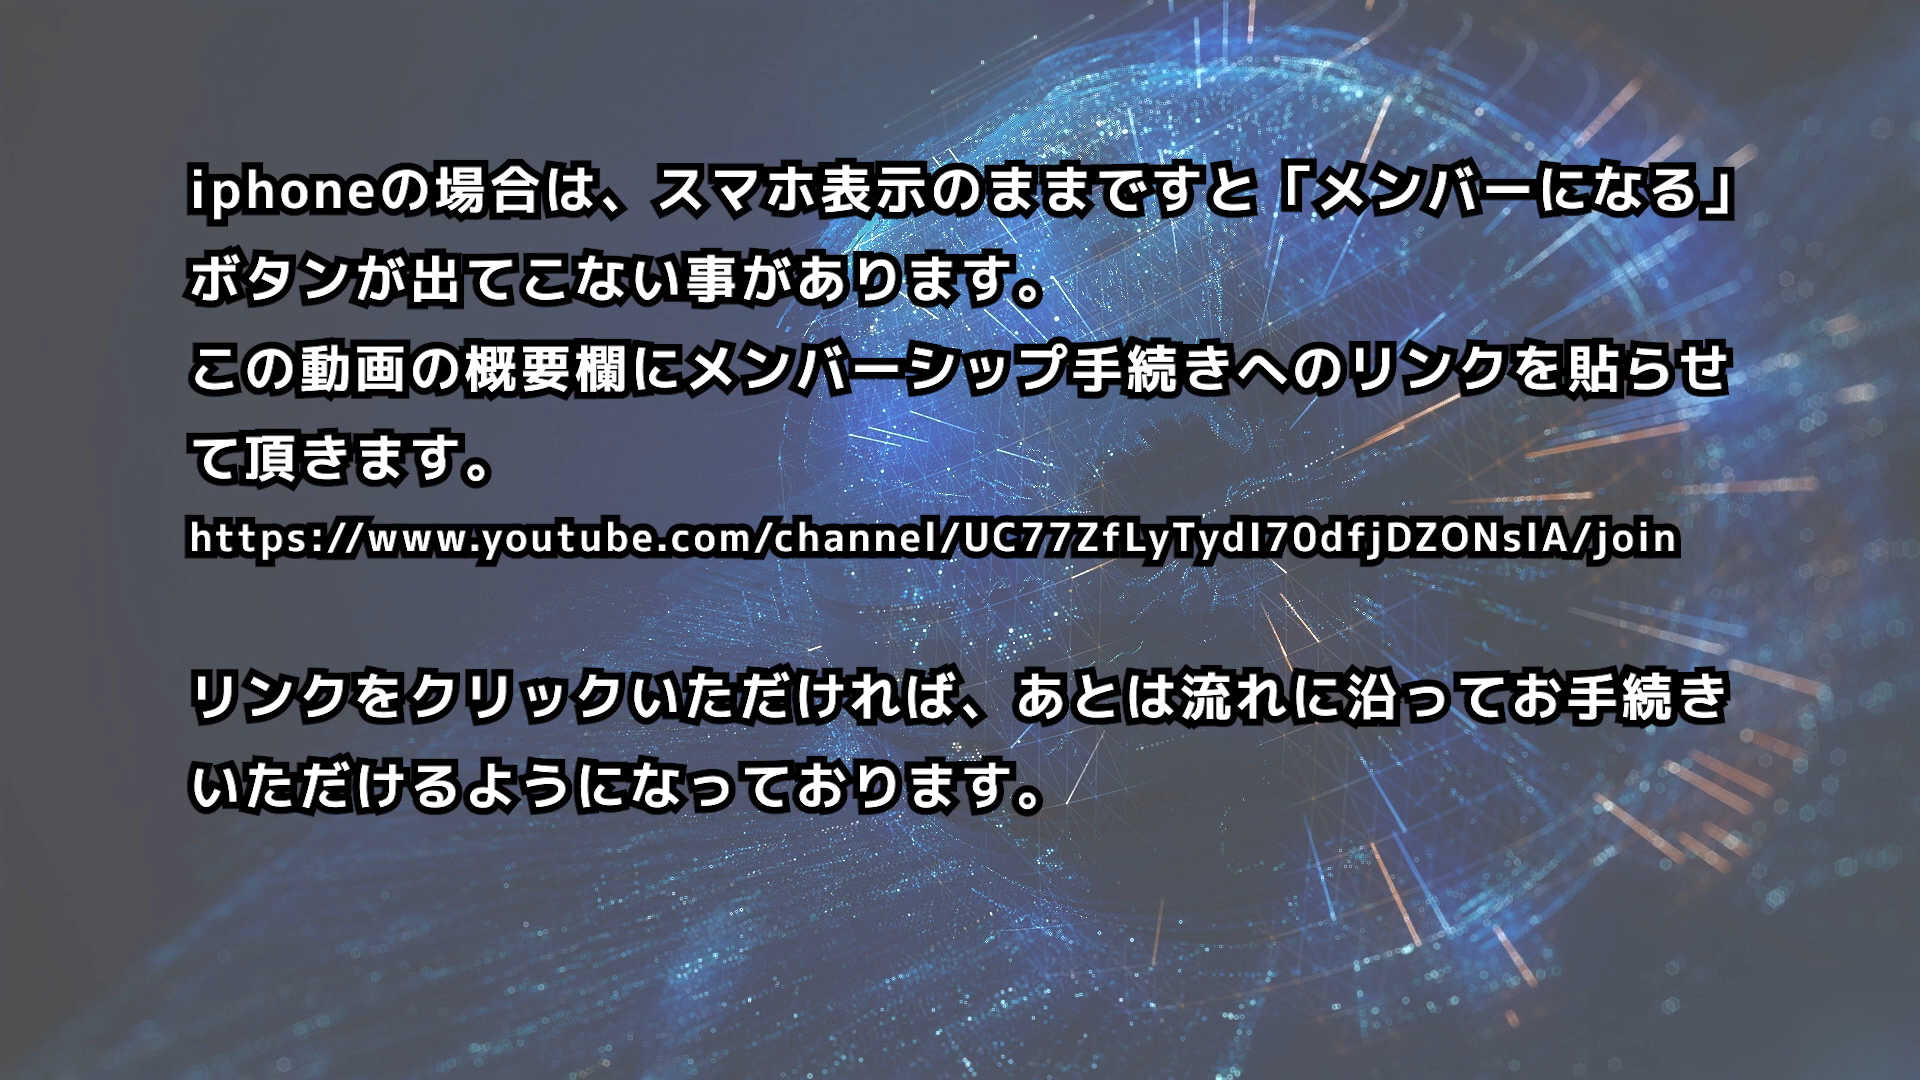 iphoneの場合は、スマホ表示のままですと「メンバーになる」
ボタンが出てこない事があります。
この動画の概要欄にメンバーシップ手続きへのリンクを貼らせ
て頂きます。
https://www.youtube.com/channel/UC77ZfLyTydI70dfjDZONsIA/join
リンクをクリックいただければ、あとは流れに沿ってお手続き
いただけるようになっております。